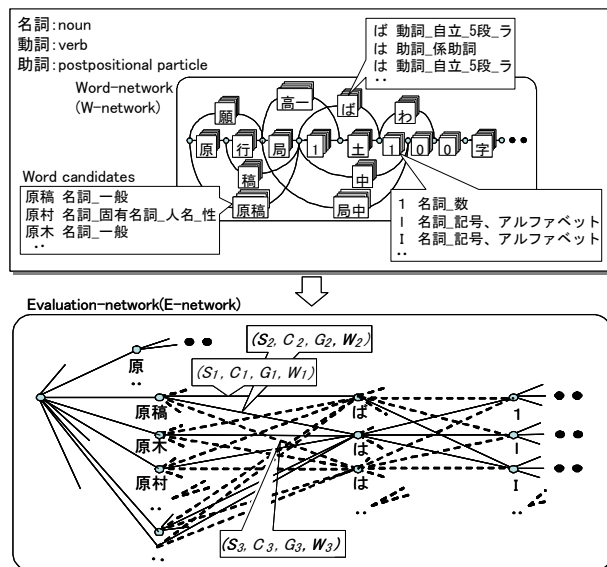 名詞:noun
動詞:verb
助詞:postpositional particle
Word-network
(W-network)
ば 動詞_自立_5段_ラ
は 助詞_係助詞
は 動詞_自立_5段_ラ
‥
願
高一
ば
わ
原
行
局
1
土
1
0
0
字
稿
中
原稿
局中
Word candidates
原稿 名詞_一般
原村 名詞_固有名詞_人名_性
原木 名詞_一般
‥
1 名詞_数
l 名詞_記号、アルファベット
I 名詞_記号、アルファベット
‥
Evaluation-network(E-network)
(S2, C2, G2, W2)
(S1, C1, G1, W1)
原
‥
原稿
ば
1
原木
は
l
原村
は
I
‥
‥
‥
‥
(S3, C3, G3, W3)